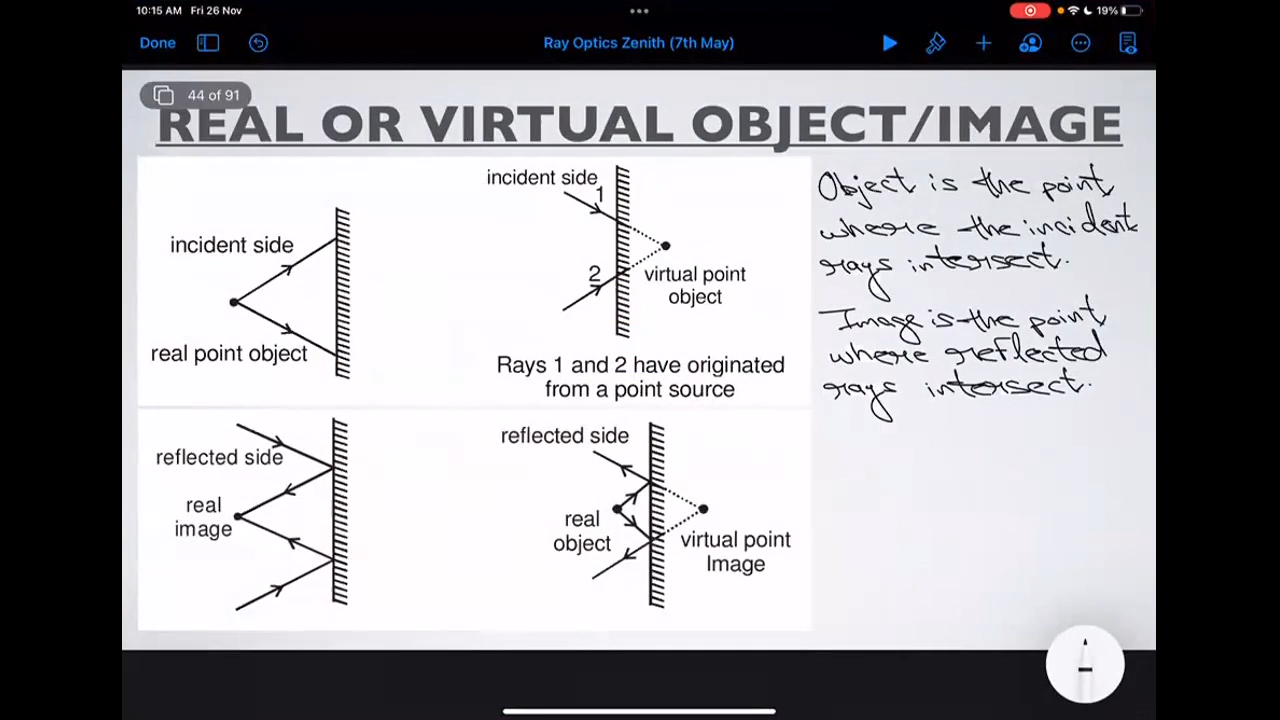 10:15 AM Fri 26 Nov
19%
Done
Ray Optics Zenith (7th May)
44 of 91
REAL OR VIRTUAL OBJECT/IMAGE
incident side
real point object
incident side
1
2
virtual point
object
Rays 1 and 2 have originated
from a point source
reflected side
real
image
reflected side
real
object
virtual point
Image
Object is the point
where the incident
rays intersect.
Image is the point
where reflected
rays intersect.